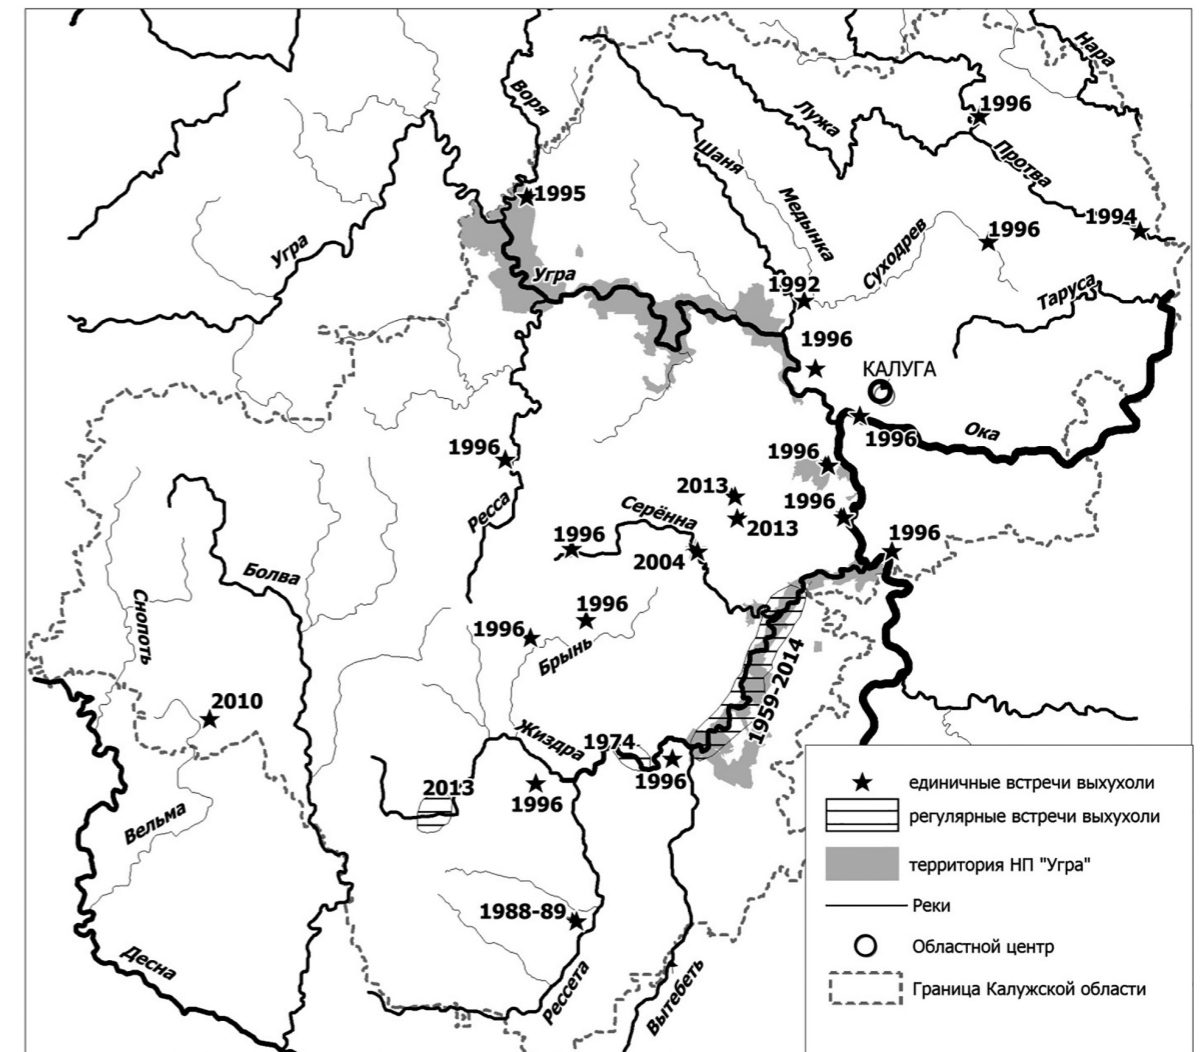 Нара
Воря
1996
Лужа
Шаня
Протва
1995
Медынка
1994
1996
Суходрев
Угра
Угра
1992
Таруса
1996
КАЛУГА
1996
Ока
1996
1996
2013
Ресса
Серённа
1996
2013
1996
1996
2004
Болва
Снопоть
1996
1996
Брынь
1959-2014
2010
Жиздра
1974
1996
2013
1996
Вельма
1988-89
Десна
Рессета
Вытебеть
единичные встречи выхухоли
регулярные встречи выхухоли
территория НП "Угра"
Реки
Областной центр
Граница Калужской области